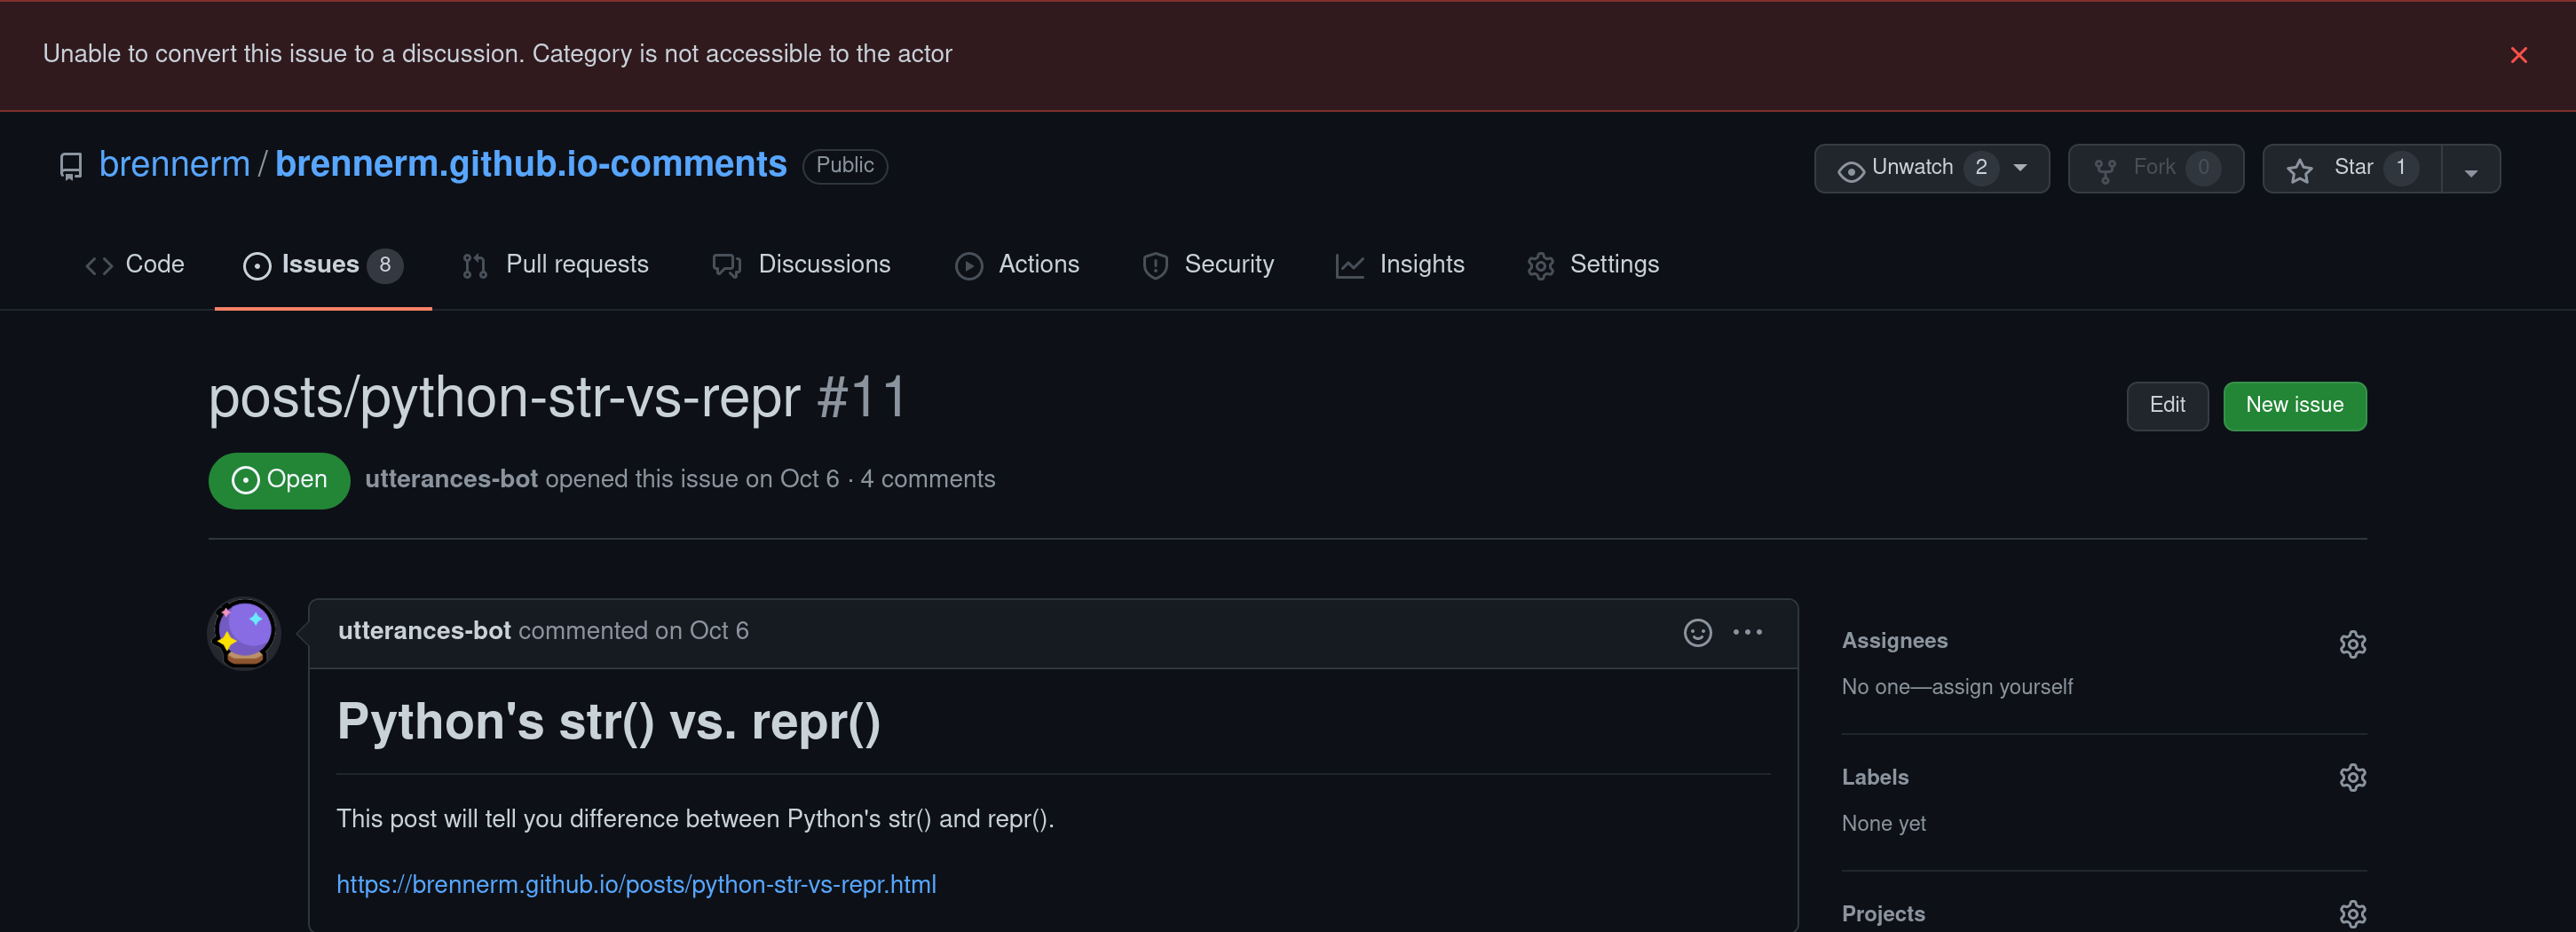 Unable to convert this issue to a discussion. Category is not accessible to the actor
brennerm / brennerm.github.io-comments Public Unwatch 2 Fork 0 Star 1
Code Issues 8 Pull requests Discussions Actions Security Insights Settings
posts/python-str-vs-repr #11 Edit New issue
Open utterances-bot opened this issue on Oct 6 · 4 comments
utterances-bot commented on Oct 6
Assignees
No one—assign yourself
Python's str() vs. repr()
Labels
This post will tell you difference between Python's str() and repr().
None yet
https://brennerm.github.io/posts/python-str-vs-repr.html
Projects